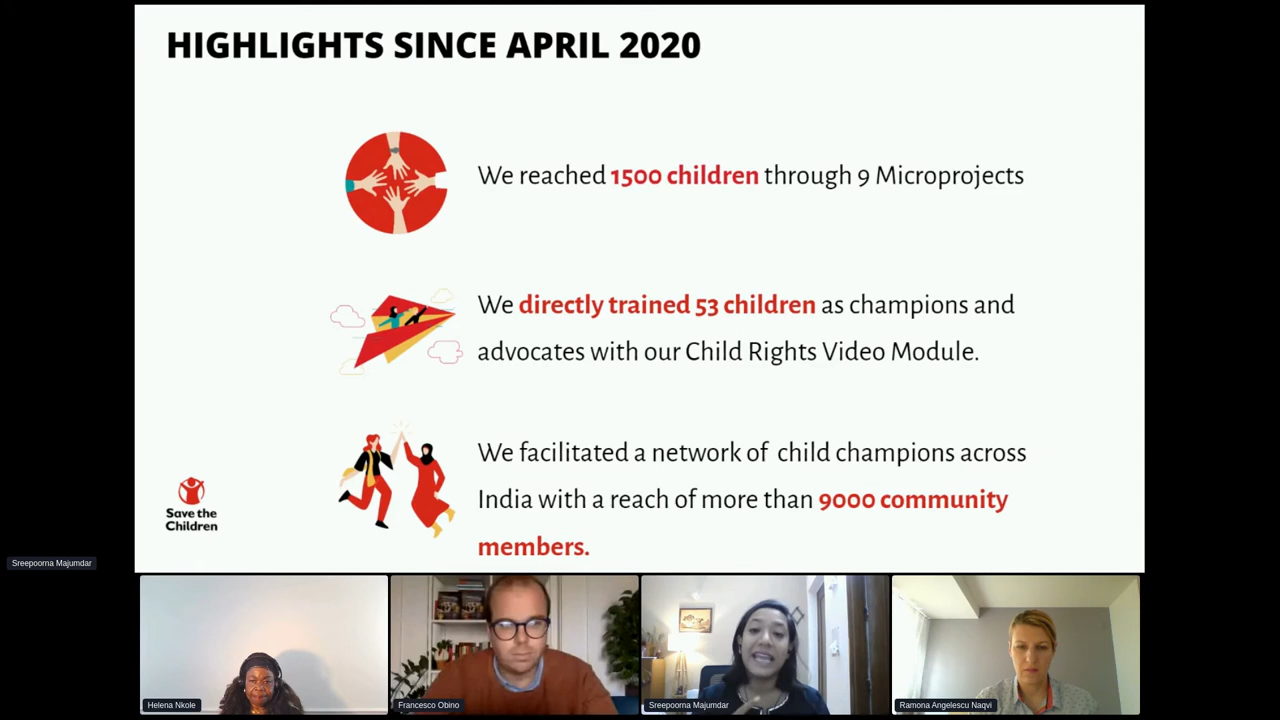 HIGHLIGHTS SINCE APRIL 2020
We reached 1500 children through 9 Microprojects
We directly trained 53 children as champions and
advocates with our Child Rights Video Module.
We facilitated a network of child champions across
India with a reach of more than 9000 community
members.
Save the
Children
Sreepoorna Majumdar
Helena Nkole
Francesco Obino
Sreepoorna Majumdar
Ramona Angelescu Naqvi